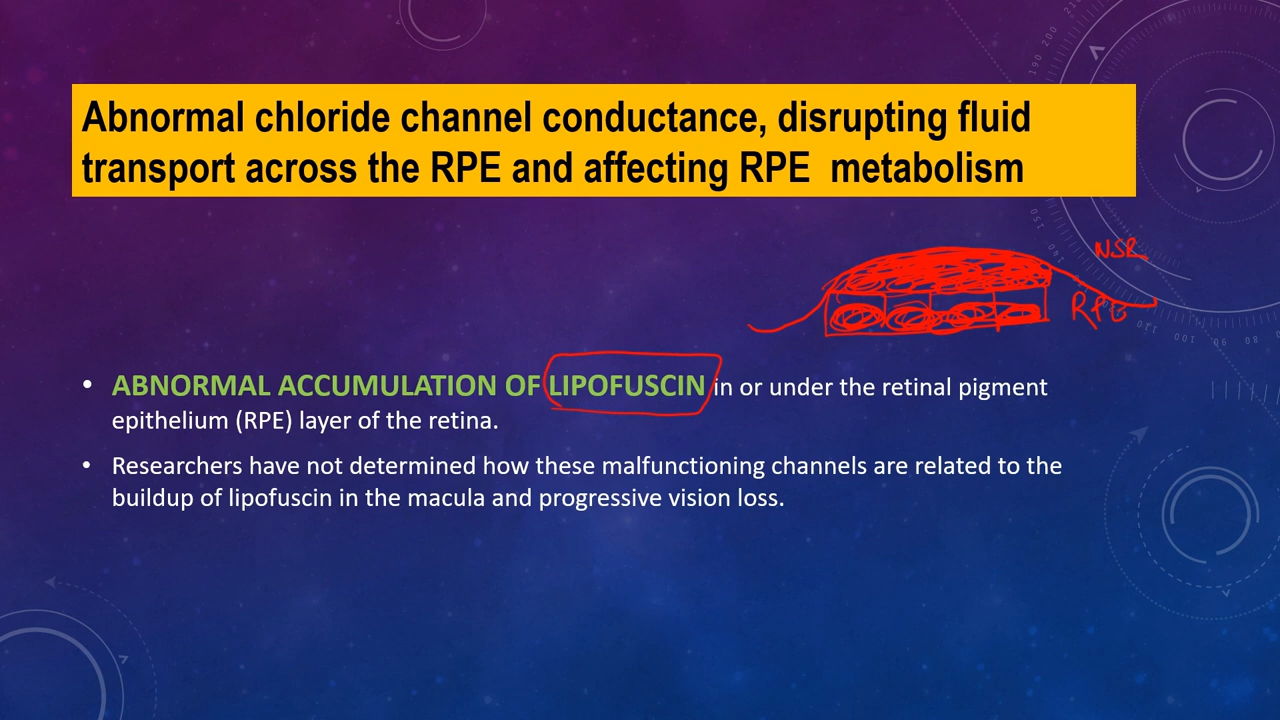 Abnormal chloride channel conductance, disrupting fluid
transport across the RPE and affecting RPE metabolism
NSR
RPE
• ABNORMAL ACCUMULATION OF LIPOFUSCIN in or under the retinal pigment
epithelium (RPE) layer of the retina.
• Researchers have not determined how these malfunctioning channels are related to the
buildup of lipofuscin in the macula and progressive vision loss.